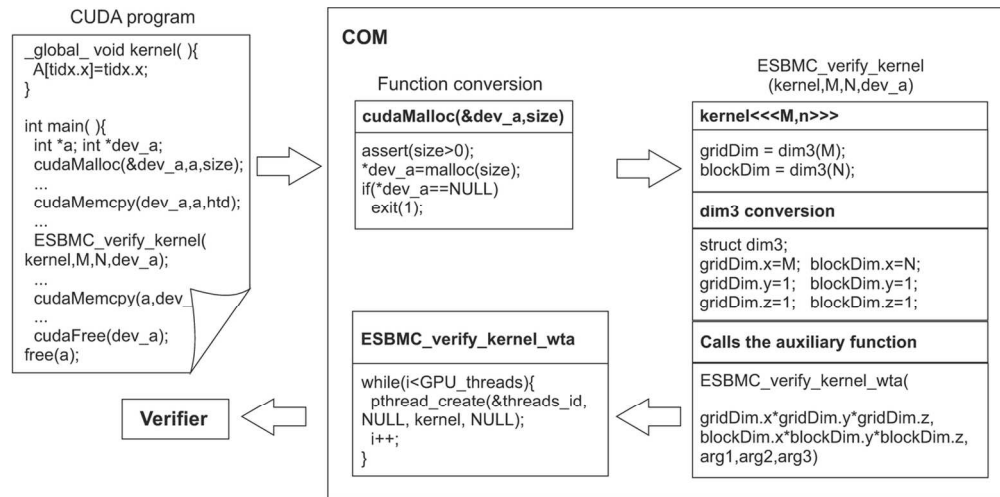 CUDA program
_global_ void kernel( ){
A[tidx.x]=tidx.x;
}
int main( ){
int *a; int *dev_a;
cudaMalloc(&dev_a,a,size);
...
cudaMemcpy(dev_a,a,htd);
...
ESBMC_verify_kernel(
kernel,M,N,dev_a);
...
cudaMemcpy(a,dev_
...
cudaFree(dev_a);
free(a);
COM
Function conversion
cudaMalloc(&dev_a,size)
assert(size>0);
*dev_a=malloc(size);
if(*dev_a==NULL)
exit(1);
ESBMC_verify_kernel
(kernel,M,N,dev_a)
kernel<<<M,n>>>
gridDim = dim3(M);
blockDim = dim3(N);
dim3 conversion
struct dim3;
gridDim.x=M; blockDim.x=N;
gridDim.y=1; blockDim.y=1;
gridDim.z=1; blockDim.z=1;
Calls the auxiliary function
ESBMC_verify_kernel_wta(
gridDim.x*gridDim.y*gridDim.z,
blockDim.x*blockDim.y*blockDim.z,
arg1,arg2,arg3)
ESBMC_verify_kernel_wta
while(i<GPU_threads){
pthread_create(&threads_id,
NULL, kernel, NULL);
i++;
}
Verifier